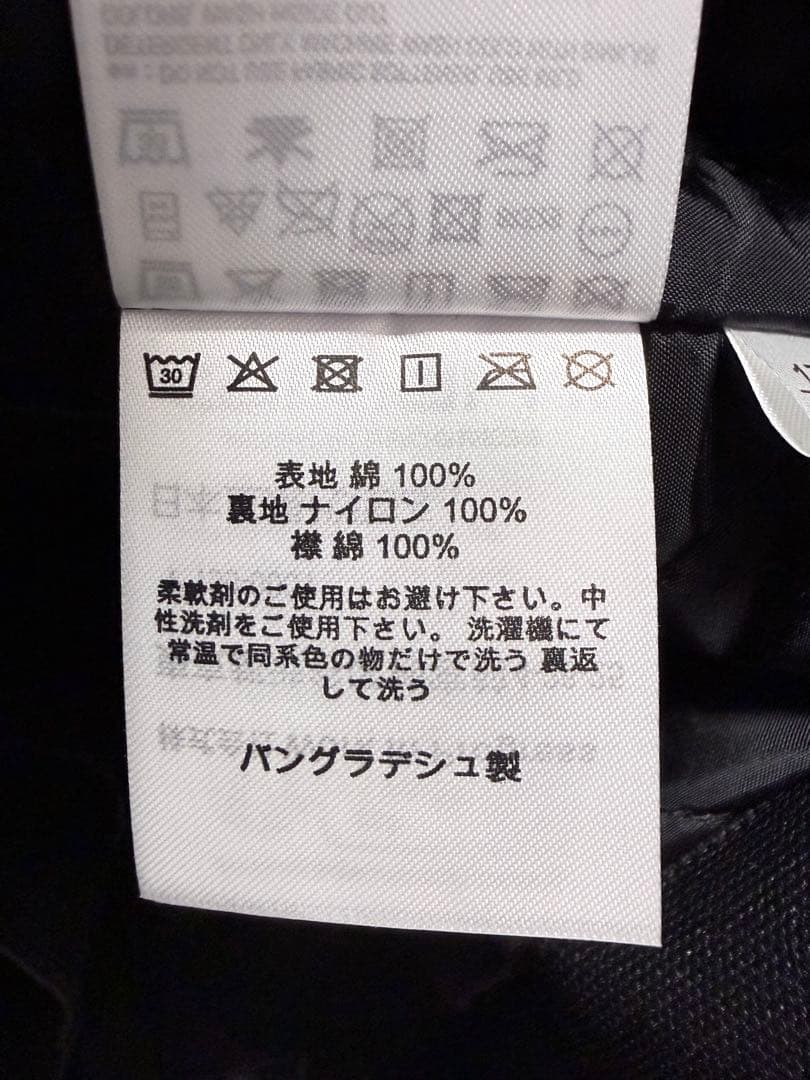 30
表地 綿 100%
裏地 ナイロン 100%
襟 綿 100%
柔軟剤のご使用はお避け下さい。中
性洗剤をご使用下さい。 洗濯機にて
常温で同系色の物だけで洗う 裏返
して洗う
バングラデシュ製